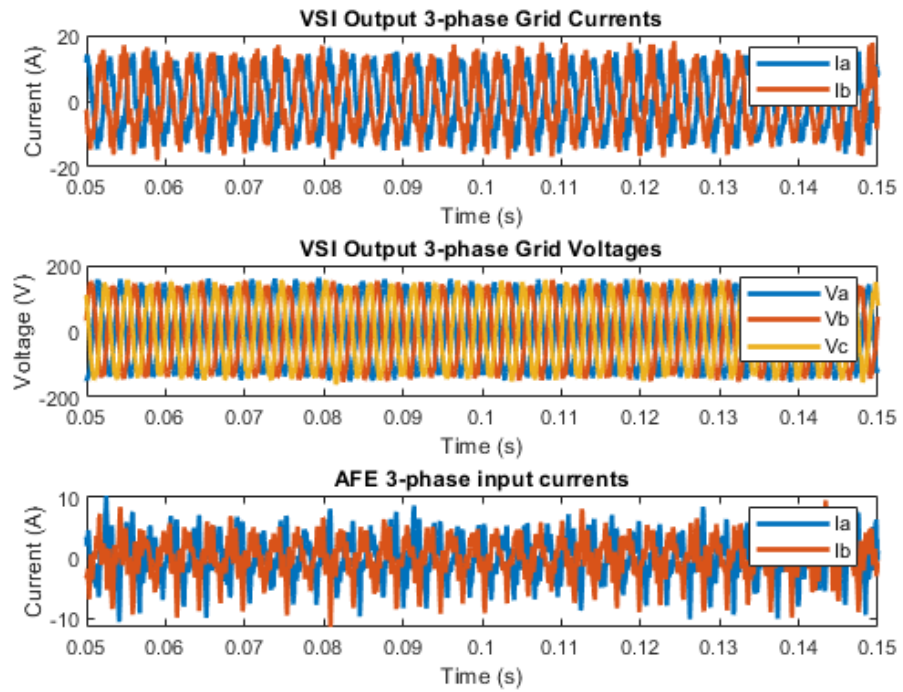 VSI Output 3-phase Grid Currents
20
0
-20
Current (A)
Ia
Ib
0.05 0.06 0.07 0.08 0.09 0.1 0.11 0.12 0.13 0.14 0.15
Time (s)
VSI Output 3-phase Grid Voltages
200
0
-200
Voltage (V)
Va
Vb
Vc
0.05 0.06 0.07 0.08 0.09 0.1 0.11 0.12 0.13 0.14 0.15
Time (s)
AFE 3-phase input currents
10
0
-10
Current (A)
Ia
Ib
0.05 0.06 0.07 0.08 0.09 0.1 0.11 0.12 0.13 0.14 0.15
Time (s)